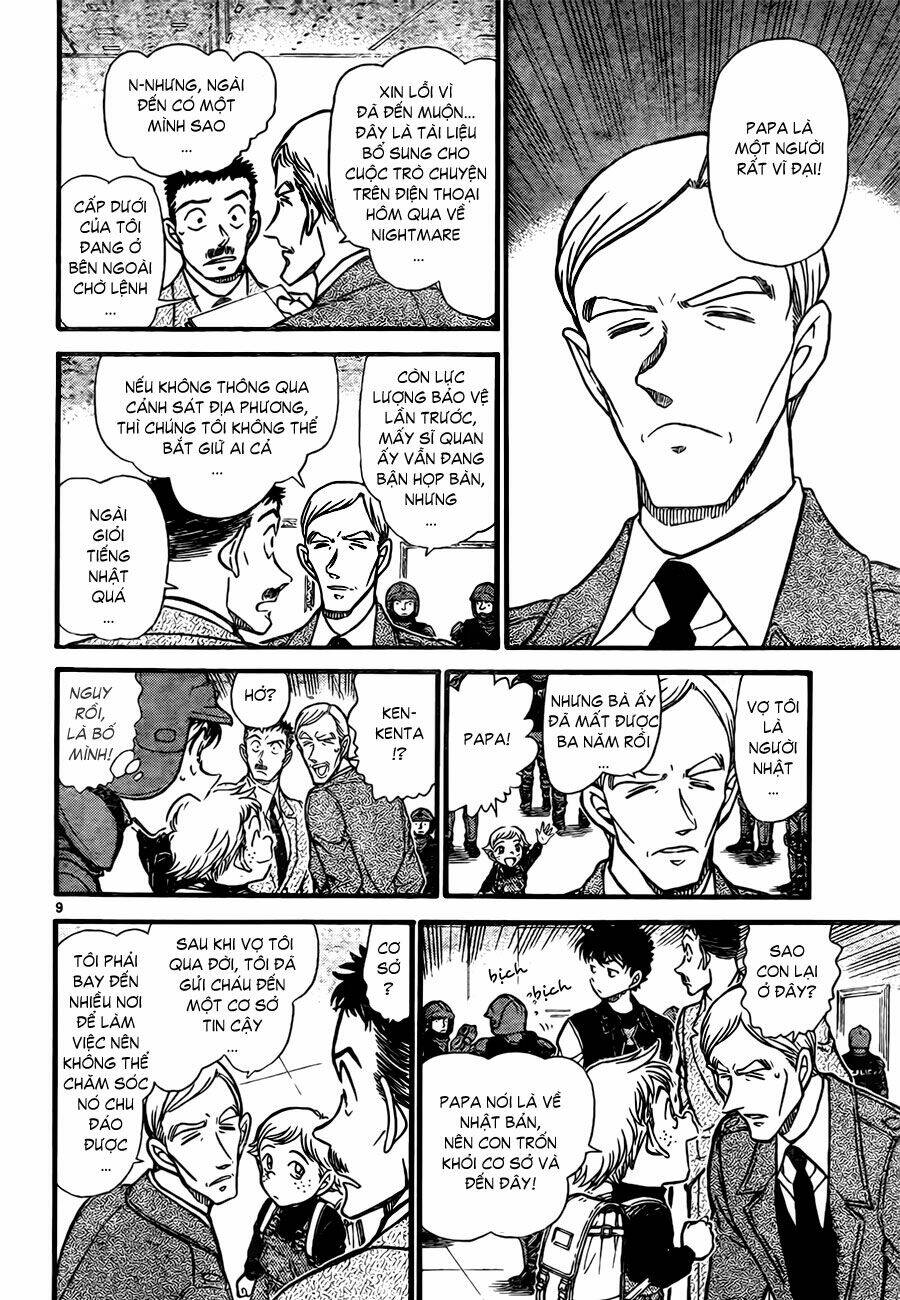 PAPA LÀ
MỘT NGƯỜI
RẤT VĨ ĐẠI!
XIN LỖI VÌ
ĐÃ ĐẾN MUỘN...
ĐÂY LÀ TÀI LIỆU
BỔ SUNG CHO
CUỘC TRÒ CHUYỆN
TRÊN ĐIỆN THOẠI
HÔM QUA VỀ
NIGHTMARE
...
N-NHƯNG, NGÀI
ĐẾN CÓ MỘT
MÌNH SAO
...
CẤP DƯỚI
CỦA TÔI
ĐANG Ở
BÊN NGOÀI
CHỜ LỆNH
...
CÒN LỰC
LƯỢNG BẢO VỆ
LẦN TRƯỚC,
MẤY SĨ QUAN
ẤY VẪN ĐANG
BẬN HỌP BÀN,
NHƯNG
...
NẾU KHÔNG THÔNG QUA
CẢNH SÁT ĐỊA PHƯƠNG,
THÌ CHÚNG TÔI KHÔNG THỂ
BẮT GIỮ AI CẢ
...
NGÀI
GIỎI
TIẾNG
NHẬT
QUÁ
...
VỢ TÔI
LÀ
NGƯỜI
NHẬT
...
NHƯNG BÀ ẤY
ĐÃ MẤT ĐƯỢC
BA NĂM RỒI
...
PAPA!
KEN-
KENTA
!?
HỞ?
NGUY
RỒI,
LÀ BỐ
MÌNH!
9
SAO
CON LẠI
Ở ĐÂY?
bịch
bịch
PAPA NÓI LÀ VỀ
NHẬT BẢN,
NÊN CON TRỐN
KHỎI CƠ SỞ VÀ
ĐẾN ĐÂY!
CƠ
SỞ
?
SAU KHI VỢ TÔI
QUA ĐỜI, TÔI ĐÃ
GỬI CHÁU ĐẾN
MỘT CƠ SỞ
TIN CẬY
...
TÔI PHẢI
BAY ĐẾN
NHIỀU NƠI
ĐỂ LÀM
VIỆC NÊN
KHÔNG THỂ
CHĂM SÓC
NÓ CHU
ĐÁO
ĐƯỢC
...